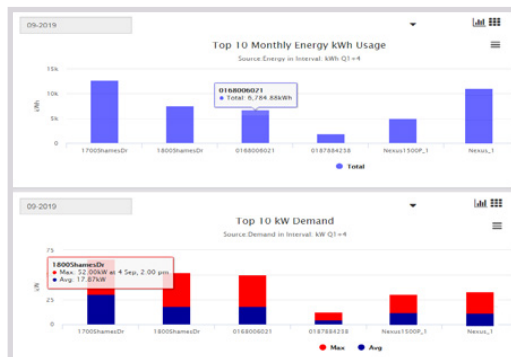 09-2019
Top 10 Monthly Energy kWh Usage
Source:Energy in Interval: kWh Q1+4
15k
10k
5k
0
kWh
0168006021
Total: 6,784.88kWh
1700ShamesDr
1800ShamesDr
0168006021
0187884258
Nexus1500P_1
Nexus_1
Total
09-2019
Top 10 kW Demand
Source:Demand in Interval: kW Q1+4
75
25
0
kW
1800ShamesDr
Max: 52.00kW at 4 Sep, 2:00 pm
Avg: 17.87kW
1700ShamesDr
1800ShamesDr
0168006021
0187884258
Nexus1500P_1
Nexus_1
Max
Avg